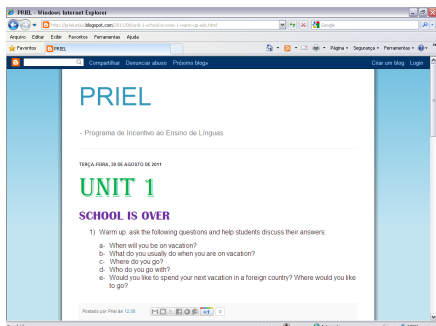 PRIEL - Windows Internet Explorer
Google
Arquivo Editar Exibir Favoritos Ferramentas Ajuda
Favoritos PRIEL
Página Segurança Ferramentas
Compartilhar Denunciar abuso Próximo blog» Criar um blog Login
PRIEL
- Programa de Incentivo ao Ensino de Línguas
TERÇA-FEIRA, 30 DE AGOSTO DE 2011
UNIT 1
SCHOOL IS OVER
1) Warm up: ask the following questions and help students discuss their answers:
a- When will you be on vacation?
b- What do you usually do when you are on vacation?
c- Where do you go?
d- Who do you go with?
e- Would you like to spend your next vacation in a foreign country? Where would you like
to go?
Postado por Priel às 12:00